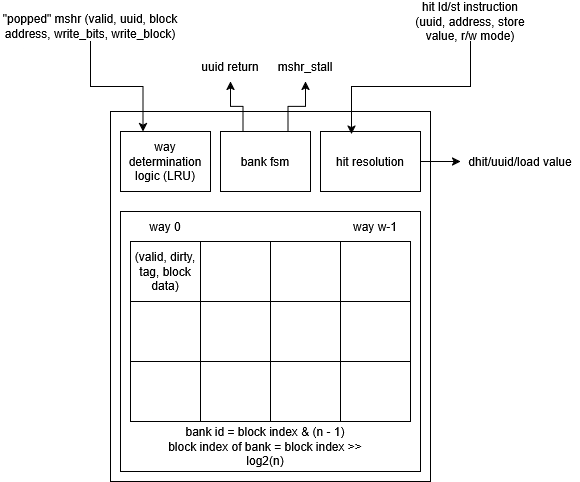 "popped" mshr (valid, uuid, block
address, write_bits, write_block)
hit ld/st instruction
(uuid, address, store
value, r/w mode)
uuid return
mshr_stall
way
determination
logic (LRU)
bank fsm
hit resolution
dhit/uuid/load value
way 0
way w-1
(valid, dirty,
tag, block
data)
bank id = block index & (n - 1)
block index of bank = block index >>
log2(n)